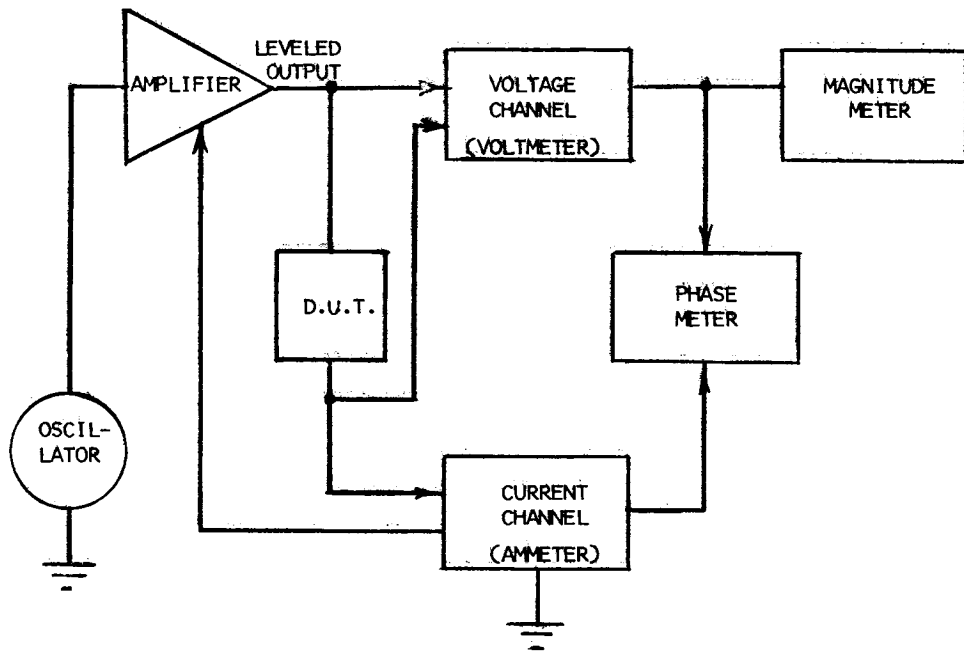 LEVELED
OUTPUT
AMPLIFIER
VOLTAGE
CHANNEL
(VOLTMETER)
MAGNITUDE
METER
D.U.T.
PHASE
METER
OSCIL-
LATOR
CURRENT
CHANNEL
(AMMETER)